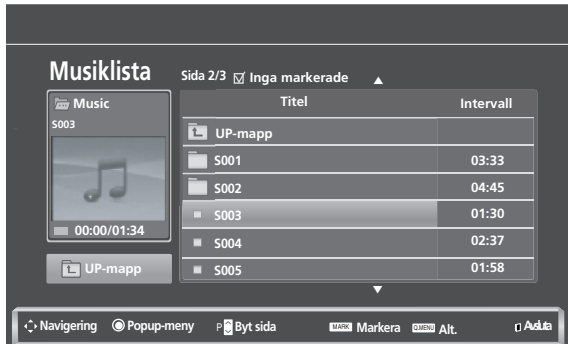 Musiklista
Sida 2/3 Inga markerade
Music
S003
00:00/01:34
UP-mapp
Titel Intervall
UP-mapp
S001 03:33
S002 04:45
S003 01:30
S004 02:37
S005 01:58
Navigering Popup-meny P Byt sida MARK Markera Q.MENU Alt. Avsluta